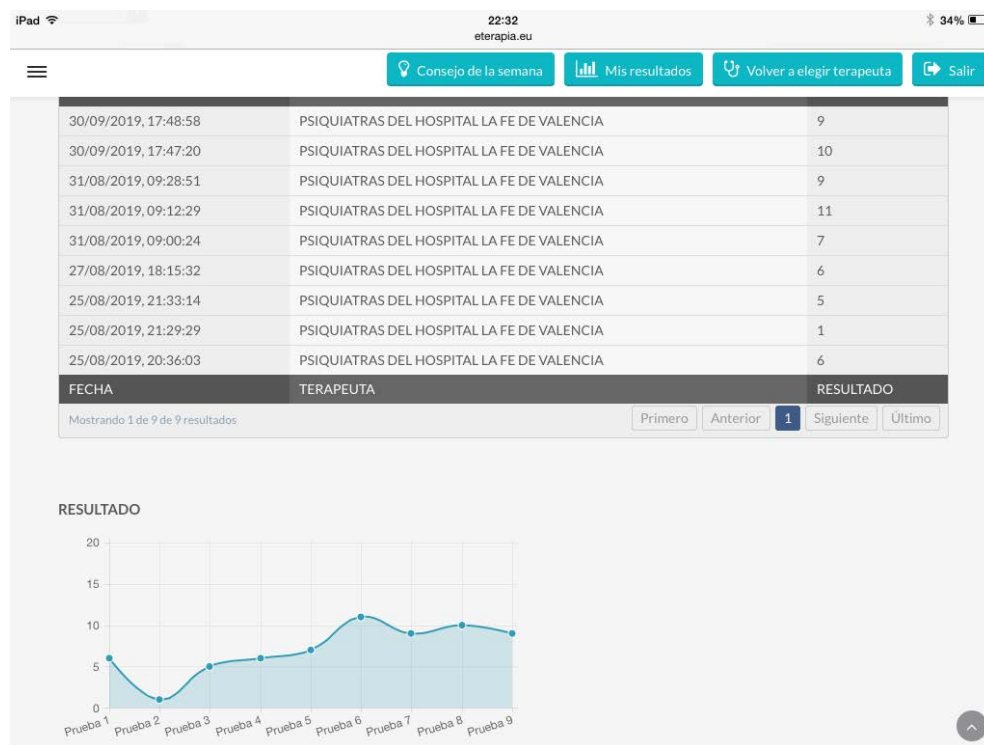 iPad 22:32 34%
eterapia.eu
Consejo de la semana Mis resultados Volver a elegir terapeuta Salir
30/09/2019, 17:48:58 PSIQUIATRAS DEL HOSPITAL LA FE DE VALENCIA 9
30/09/2019, 17:47:20 PSIQUIATRAS DEL HOSPITAL LA FE DE VALENCIA 10
31/08/2019, 09:28:51 PSIQUIATRAS DEL HOSPITAL LA FE DE VALENCIA 9
31/08/2019, 09:12:29 PSIQUIATRAS DEL HOSPITAL LA FE DE VALENCIA 11
31/08/2019, 09:00:24 PSIQUIATRAS DEL HOSPITAL LA FE DE VALENCIA 7
27/08/2019, 18:15:32 PSIQUIATRAS DEL HOSPITAL LA FE DE VALENCIA 6
25/08/2019, 21:33:14 PSIQUIATRAS DEL HOSPITAL LA FE DE VALENCIA 5
25/08/2019, 21:29:29 PSIQUIATRAS DEL HOSPITAL LA FE DE VALENCIA 1
25/08/2019, 20:36:03 PSIQUIATRAS DEL HOSPITAL LA FE DE VALENCIA 6
FECHA TERAPEUTA RESULTADO
Mostrando 1 de 9 de 9 resultados Primero Anterior 1 Siguiente Último
RESULTADO
20
15
10
5
0
Prueba 1 Prueba 2 Prueba 3 Prueba 4 Prueba 5 Prueba 6 Prueba 7 Prueba 8 Prueba 9